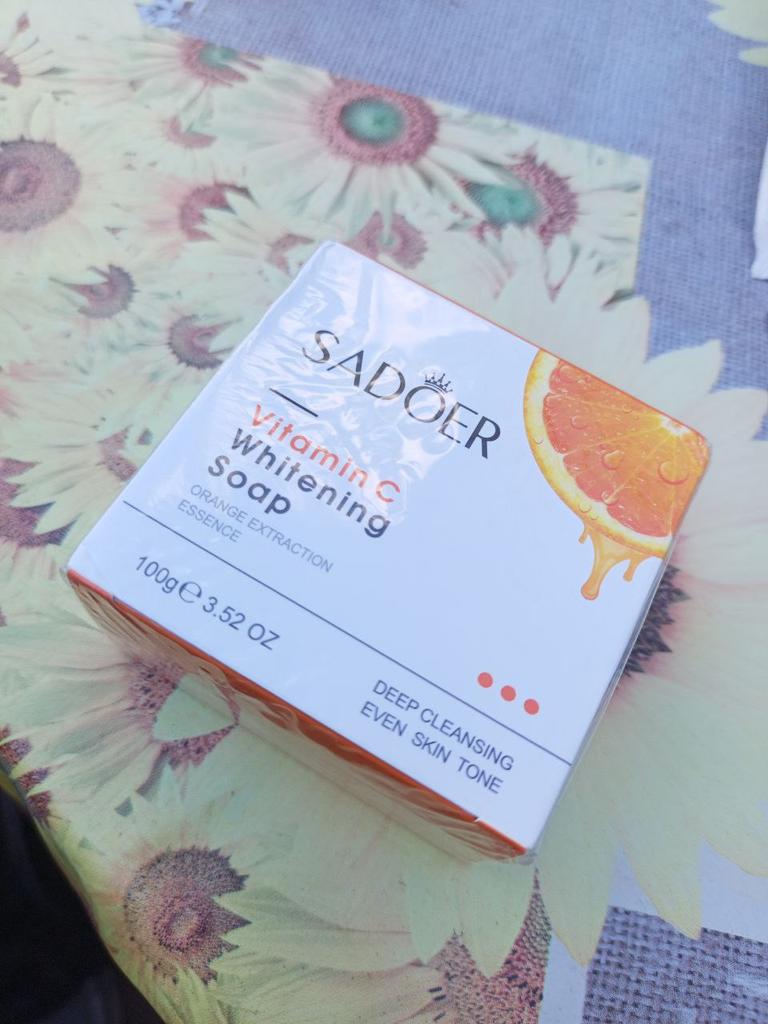 SADOER
Vitamin C
Whitening
Soap
ORANGE EXTRACTION
ESSENCE
100g℮ 3.52 OZ
DEEP CLEANSING
EVEN SKIN TONE